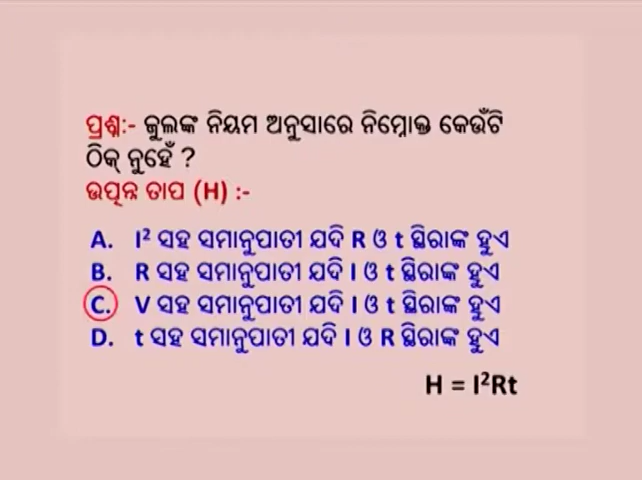 ପ୍ରଶ୍ନ:- ଜୁଲଙ୍କ ନିୟମ ଅନୁସାରେ ନିମ୍ନୋକ୍ତ କେଉଁଟି
ଠିକ୍ ନୁହେଁ ?
ଉତ୍ପନ୍ନ ତାପ (H) :-
A. I² ସହ ସମାନୁପାତୀ ଯଦି R ଓ t ସ୍ଥିରାଙ୍କ ହୁଏ
B. R ସହ ସମାନୁପାତୀ ଯଦି I ଓ t ସ୍ଥିରାଙ୍କ ହୁଏ
C. V ସହ ସମାନୁପାତୀ ଯଦି I ଓ t ସ୍ଥିରାଙ୍କ ହୁଏ
D. t ସହ ସମାନୁପାତୀ ଯଦି I ଓ R ସ୍ଥିରାଙ୍କ ହୁଏ
H = I²Rt